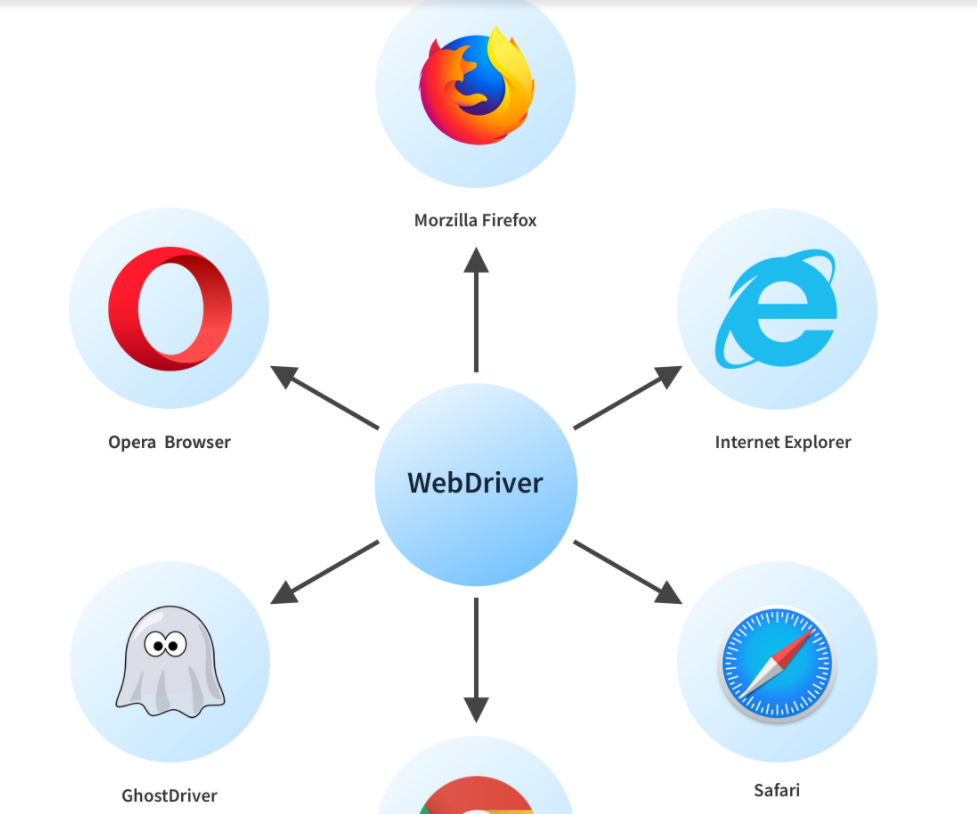 Morzilla Firefox
Opera Browser
Internet Explorer
WebDriver
GhostDriver
Safari